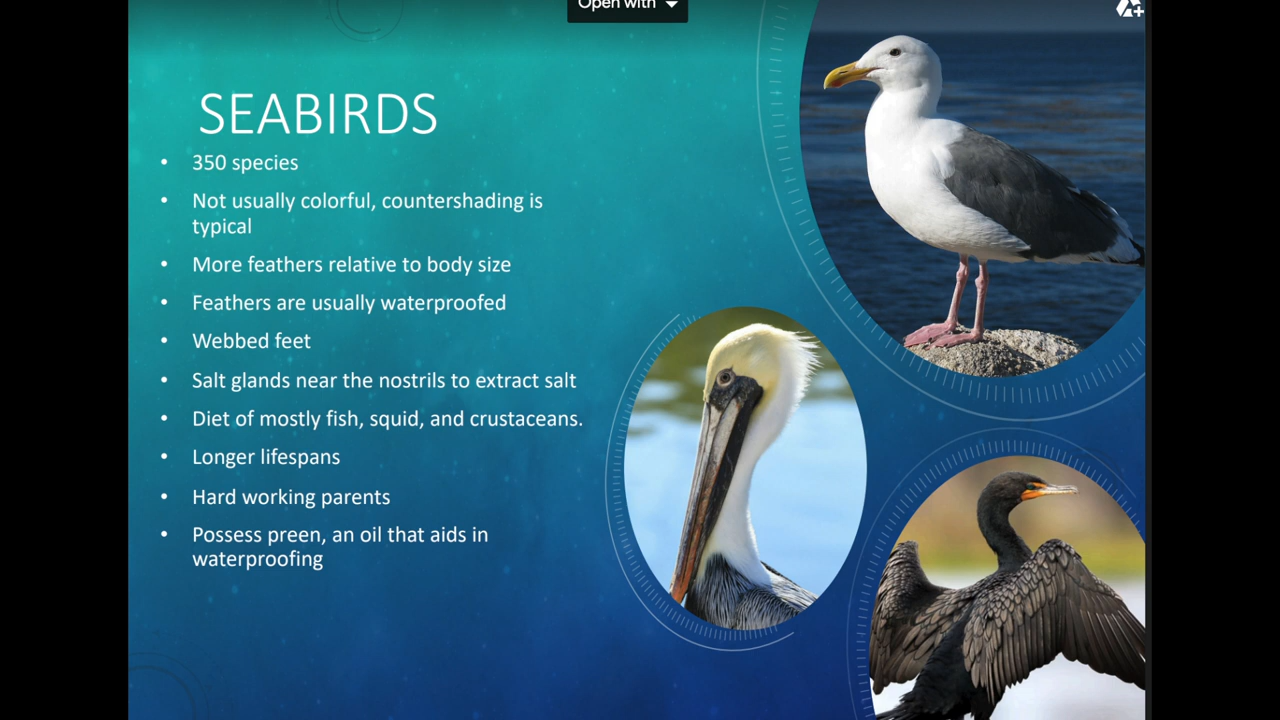 Open with
SEABIRDS
• 350 species
• Not usually colorful, countershading is
typical
• More feathers relative to body size
• Feathers are usually waterproofed
• Webbed feet
• Salt glands near the nostrils to extract salt
• Diet of mostly fish, squid, and crustaceans.
• Longer lifespans
• Hard working parents
• Possess preen, an oil that aids in
waterproofing